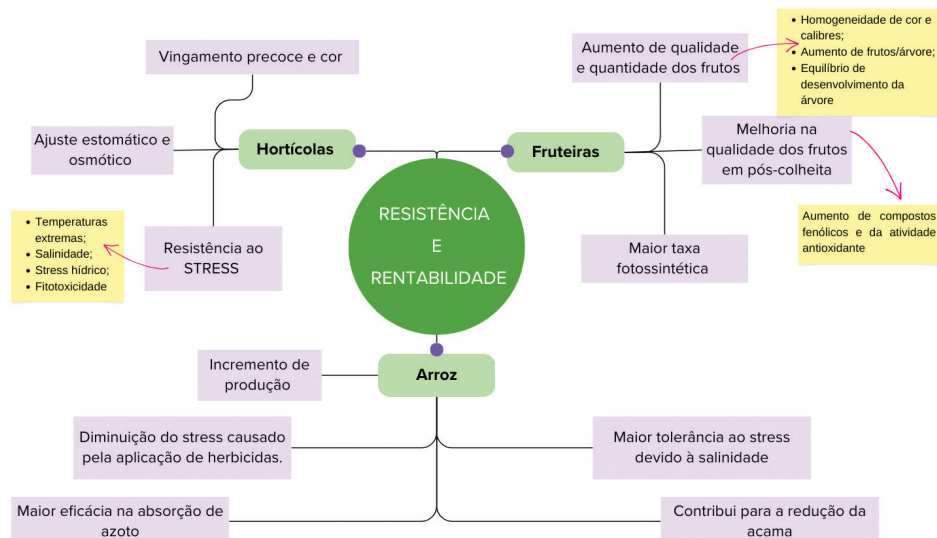 Vingamento precoce e cor
Ajuste estomático e
osmótico
Hortícolas
Resistência ao
STRESS
• Temperaturas
extremas;
• Salinidade;
• Stress hídrico;
• Fitotoxicidade
RESISTÊNCIA
E
RENTABILIDADE
Fruteiras
Aumento de qualidade
e quantidade dos frutos
• Homogeneidade de cor e
calibres;
• Aumento de frutos/árvore;
• Equilíbrio de
desenvolvimento da
árvore
Melhoria na
qualidade dos frutos
em pós-colheita
Aumento de compostos
fenólicos e da atividade
antioxidante
Maior taxa
fotossintética
Arroz
Incremento de
produção
Diminuição do stress causado
pela aplicação de herbicidas.
Maior tolerância ao stress
devido à salinidade
Maior eficácia na absorção de
azoto
Contribui para a redução da
acama